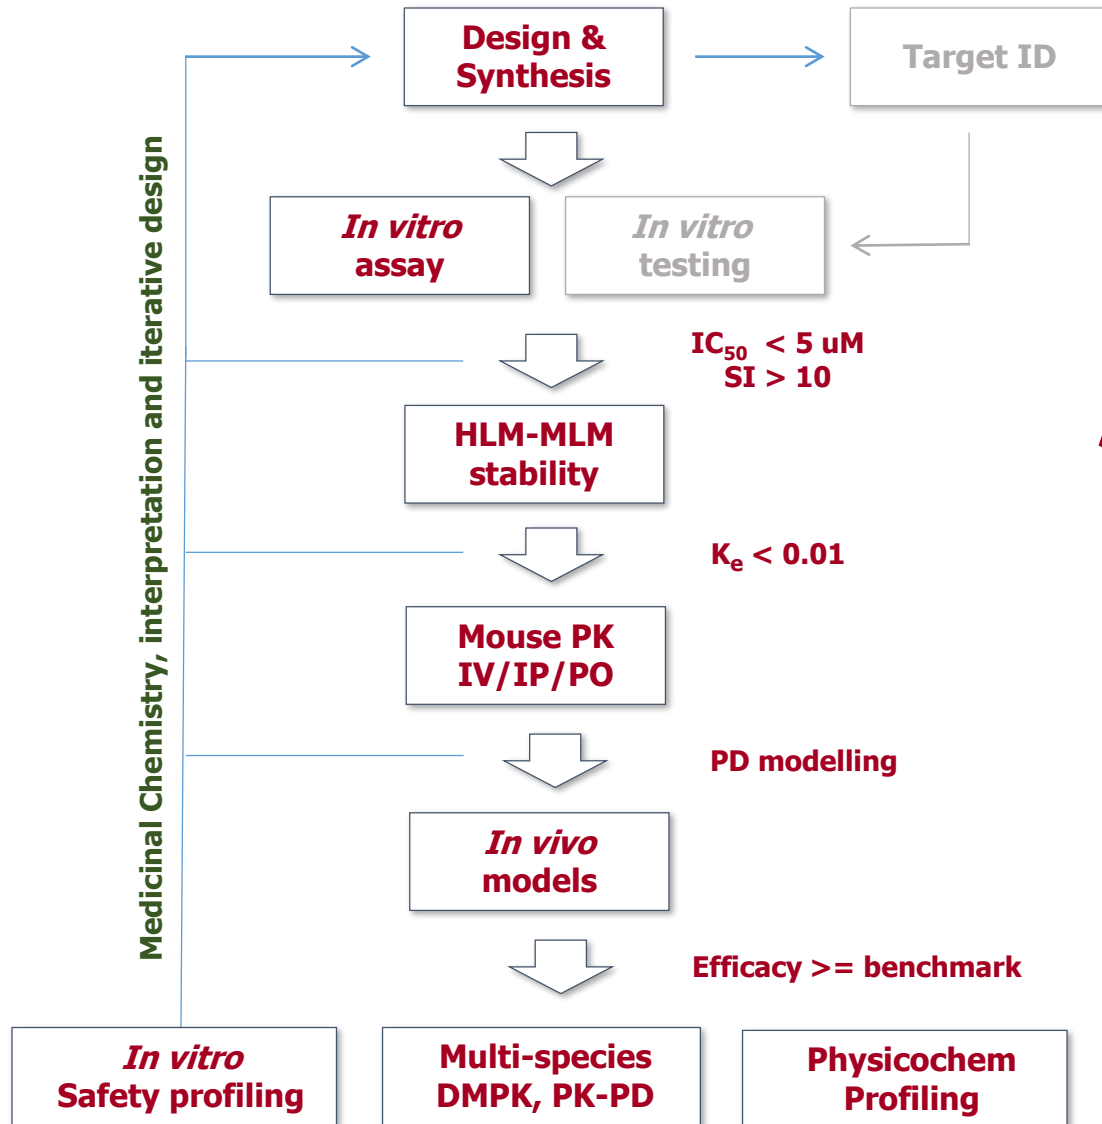 Design &
Synthesis
Target ID
In vitro
assay
In vitro
testing
IC₅₀ < 5 uM
SI > 10
HLM-MLM
stability
Kₑ < 0.01
Mouse PK
IV/IP/PO
PD modelling
In vivo
models
Efficacy >= benchmark
In vitro
Safety profiling
Multi-species
DMPK, PK-PD
Physicochem
Profiling
Medicinal Chemistry, interpretation and iterative design